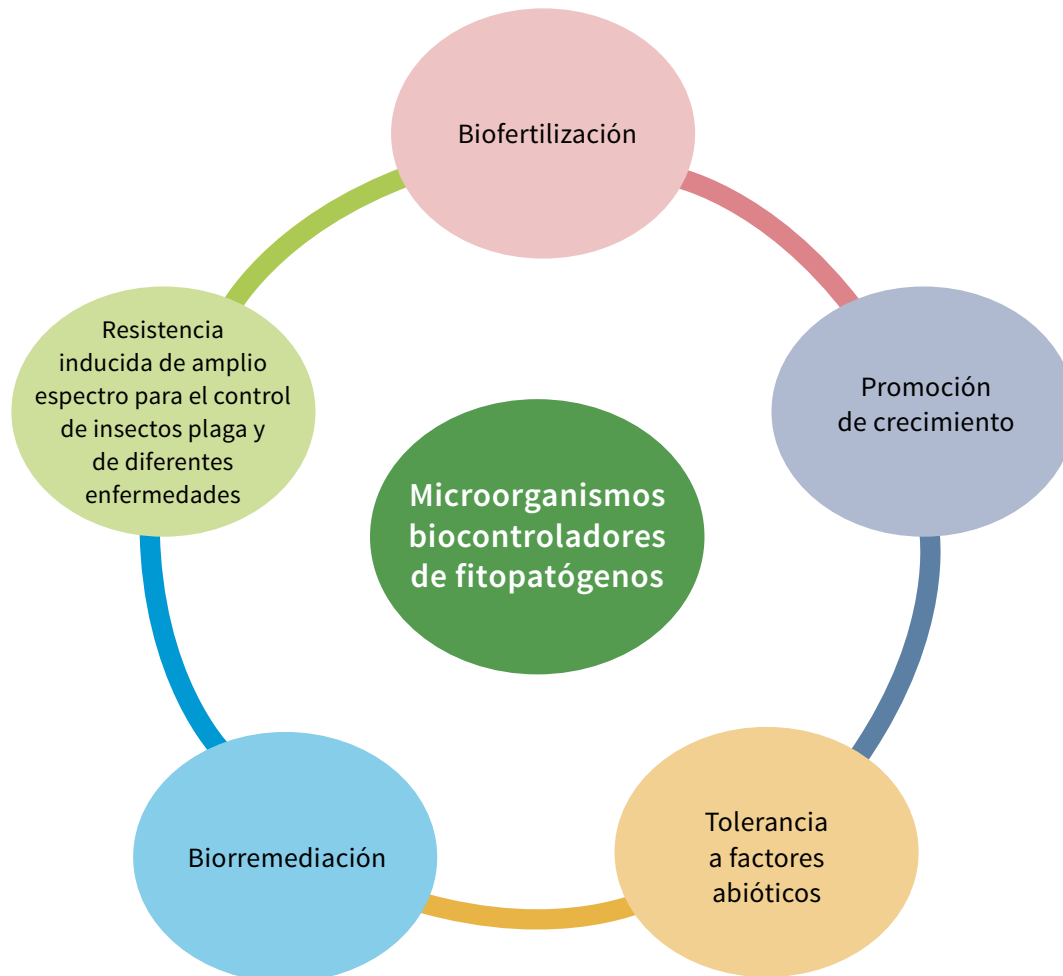 Biofertilización
Resistencia
inducida de amplio
espectro para el control
de insectos plaga y
de diferentes
enfermedades
Promoción
de crecimiento
Microorganismos
biocontroladores
de fitopatógenos
Biorremediación
Tolerancia
a factores
abióticos